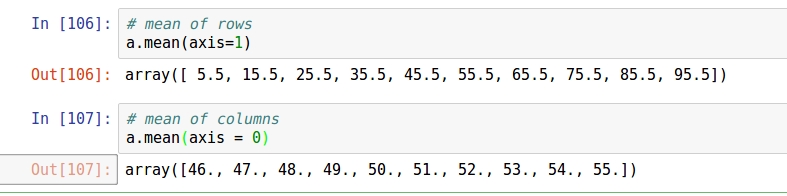 In [106]: # mean of rows
a.mean(axis=1)
Out[106]: array([ 5.5, 15.5, 25.5, 35.5, 45.5, 55.5, 65.5, 75.5, 85.5, 95.5])
In [107]: # mean of columns
a.mean(axis = 0)
Out[107]: array([46., 47., 48., 49., 50., 51., 52., 53., 54., 55.])